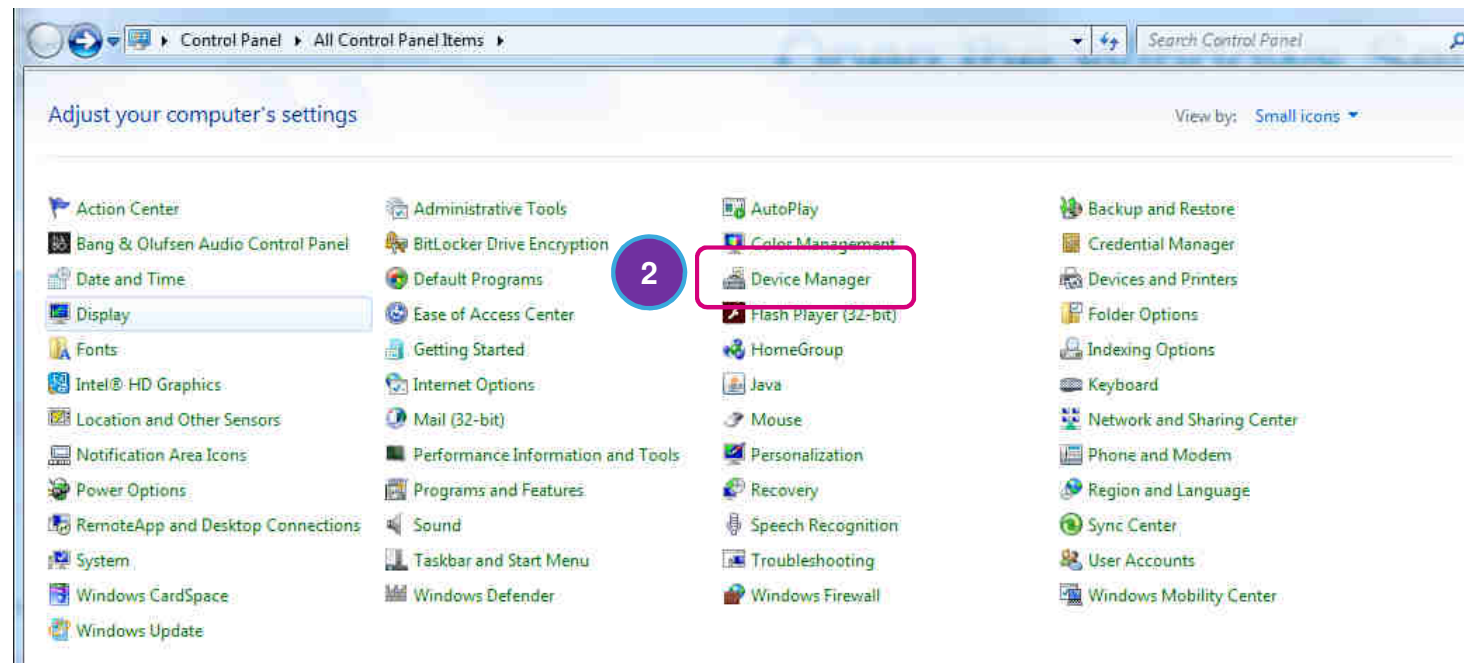 Control Panel All Control Panel Items Search Control Panel
Adjust your computer's settings View by: Small icons
Action Center Administrative Tools AutoPlay Backup and Restore
Bang & Olufsen Audio Control Panel BitLocker Drive Encryption Color Management Credential Manager
Date and Time Default Programs 2 Device Manager Devices and Printers
Display Ease of Access Center Flash Player (32-bit) Folder Options
Fonts Getting Started HomeGroup Indexing Options
Intel® HD Graphics Internet Options Java Keyboard
Location and Other Sensors Mail (32-bit) Mouse Network and Sharing Center
Notification Area Icons Performance Information and Tools Personalization Phone and Modem
Power Options Programs and Features Recovery Region and Language
RemoteApp and Desktop Connections Sound Speech Recognition Sync Center
System Taskbar and Start Menu Troubleshooting User Accounts
Windows CardSpace Windows Defender Windows Firewall Windows Mobility Center
Windows Update